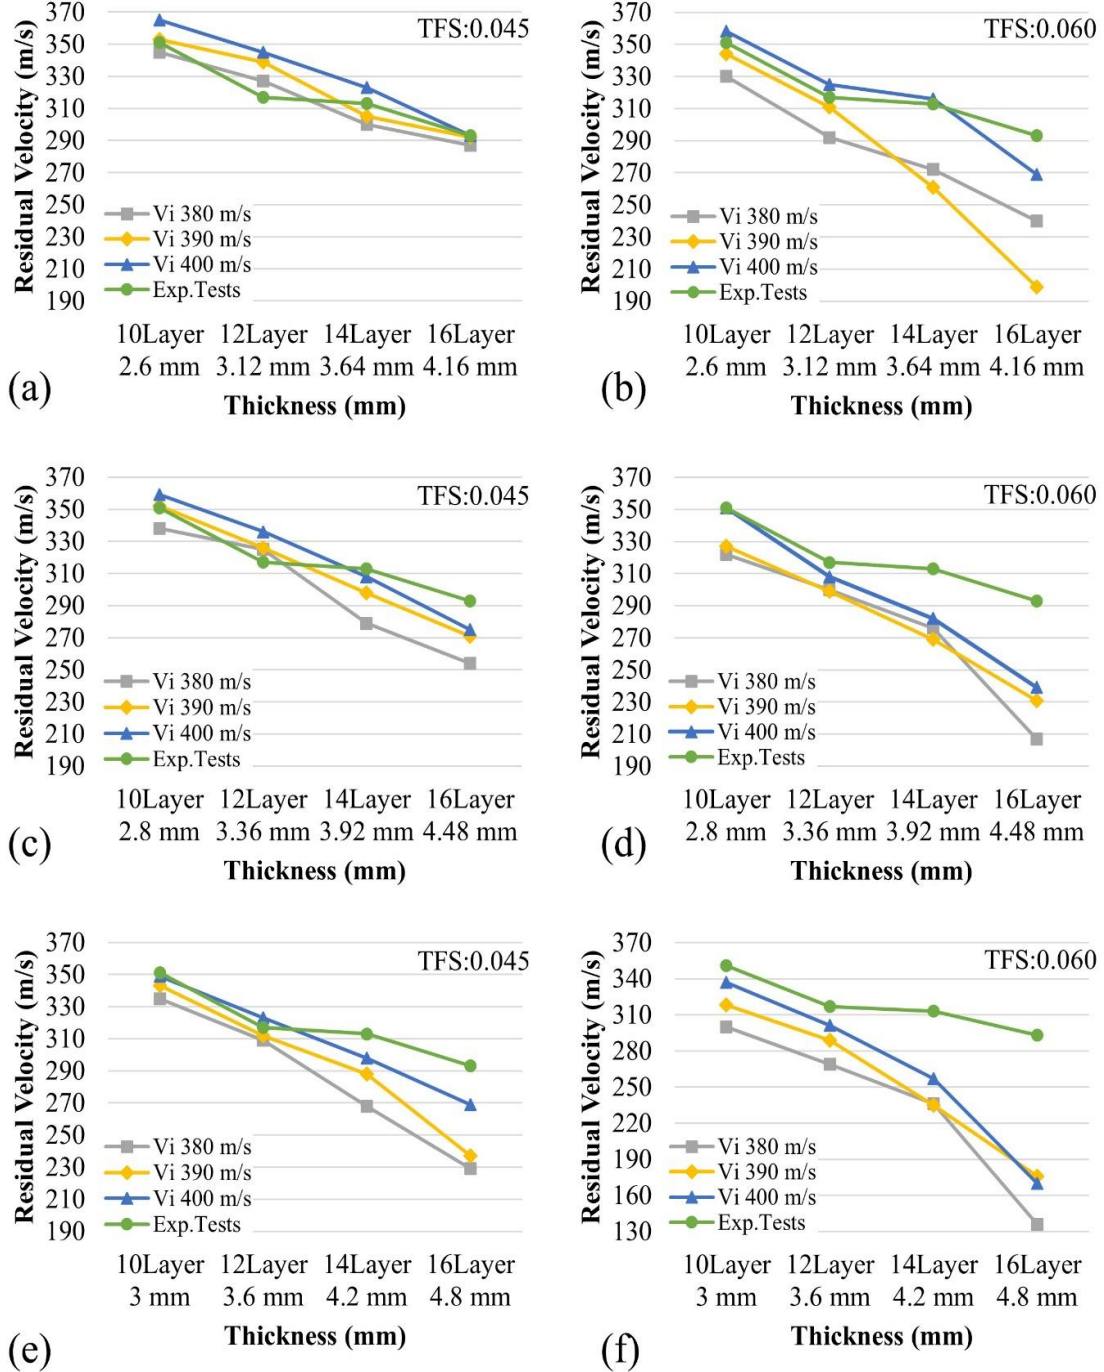 370
350
330
310
290
270
250
230
210
190
Residual Velocity (m/s)
TFS:0.045
Vi 380 m/s
Vi 390 m/s
Vi 400 m/s
Exp.Tests
10Layer 12Layer 14Layer 16Layer
2.6 mm 3.12 mm 3.64 mm 4.16 mm
Thickness (mm)
(a)
370
350
330
310
290
270
250
230
210
190
Residual Velocity (m/s)
TFS:0.060
Vi 380 m/s
Vi 390 m/s
Vi 400 m/s
Exp.Tests
10Layer 12Layer 14Layer 16Layer
2.6 mm 3.12 mm 3.64 mm 4.16 mm
Thickness (mm)
(b)
370
350
330
310
290
270
250
230
210
190
Residual Velocity (m/s)
TFS:0.045
Vi 380 m/s
Vi 390 m/s
Vi 400 m/s
Exp.Tests
10Layer 12Layer 14Layer 16Layer
2.8 mm 3.36 mm 3.92 mm 4.48 mm
Thickness (mm)
(c)
370
350
330
310
290
270
250
230
210
190
Residual Velocity (m/s)
TFS:0.060
Vi 380 m/s
Vi 390 m/s
Vi 400 m/s
Exp.Tests
10Layer 12Layer 14Layer 16Layer
2.8 mm 3.36 mm 3.92 mm 4.48 mm
Thickness (mm)
(d)
370
350
330
310
290
270
250
230
210
190
Residual Velocity (m/s)
TFS:0.045
Vi 380 m/s
Vi 390 m/s
Vi 400 m/s
Exp.Tests
10Layer 12Layer 14Layer 16Layer
3 mm 3.6 mm 4.2 mm 4.8 mm
Thickness (mm)
(e)
370
340
310
280
250
220
190
160
130
Residual Velocity (m/s)
TFS:0.060
Vi 380 m/s
Vi 390 m/s
Vi 400 m/s
Exp.Tests
10Layer 12Layer 14Layer 16Layer
3 mm 3.6 mm 4.2 mm 4.8 mm
Thickness (mm)
(f)